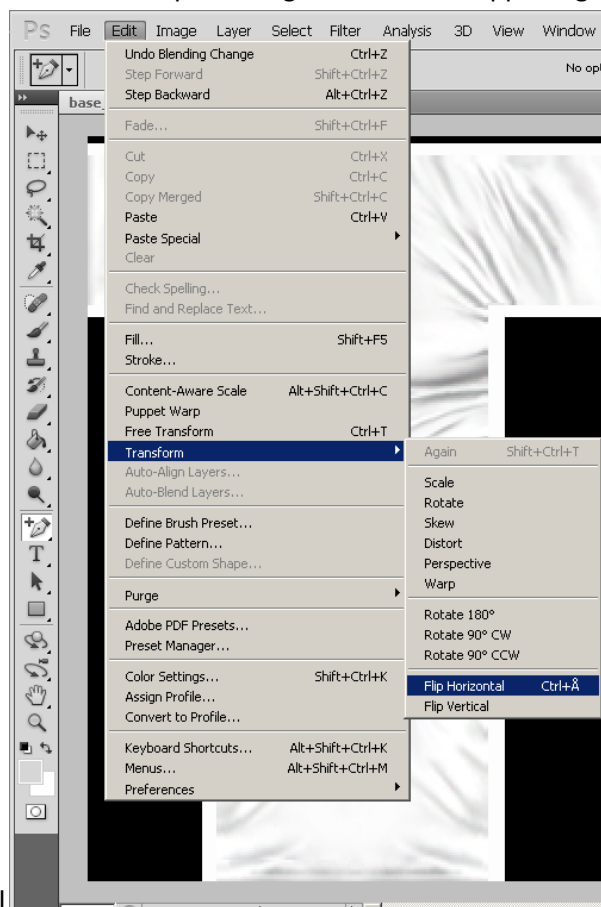 Ps File Edit Image Layer Select Filter Analysis 3D View Window
No op
base_
Undo Blending Change Ctrl+Z
Step Forward Shift+Ctrl+Z
Step Backward Alt+Ctrl+Z
Fade... Shift+Ctrl+F
Cut Ctrl+X
Copy Ctrl+C
Copy Merged Shift+Ctrl+C
Paste Ctrl+V
Paste Special
Clear
Check Spelling...
Find and Replace Text...
Fill... Shift+F5
Stroke...
Content-Aware Scale Alt+Shift+Ctrl+C
Puppet Warp
Free Transform Ctrl+T
Transform
Auto-Align Layers...
Auto-Blend Layers...
Define Brush Preset...
Define Pattern...
Define Custom Shape...
Purge
Adobe PDF Presets...
Preset Manager...
Color Settings... Shift+Ctrl+K
Assign Profile...
Convert to Profile...
Keyboard Shortcuts... Alt+Shift+Ctrl+K
Menus... Alt+Shift+Ctrl+M
Preferences
Again Shift+Ctrl+T
Scale
Rotate
Skew
Distort
Perspective
Warp
Rotate 180°
Rotate 90° CW
Rotate 90° CCW
Flip Horizontal Ctrl+Å
Flip Vertical